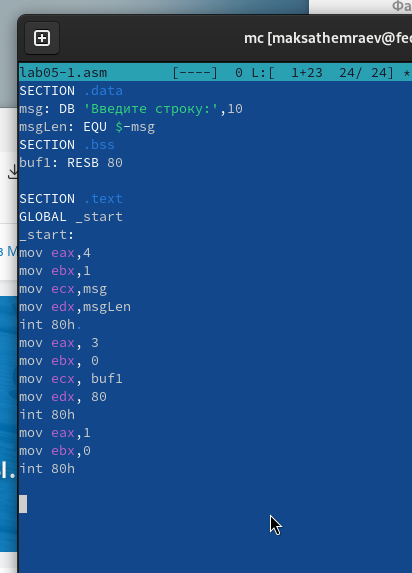 Фа
mc [maksathemraev@fed
lab05-1.asm [----] 0 L:[ 1+23 24/ 24] *
SECTION .data
msg: DB 'Введите строку:',10
msgLen: EQU $-msg
SECTION .bss
buf1: RESB 80
SECTION .text
GLOBAL _start
_start:
mov eax,4
mov ebx,1
mov ecx,msg
mov edx,msgLen
int 80h.
mov eax, 3
mov ebx, 0
mov ecx, buf1
mov edx, 80
int 80h
mov eax,1
mov ebx,0
int 80h